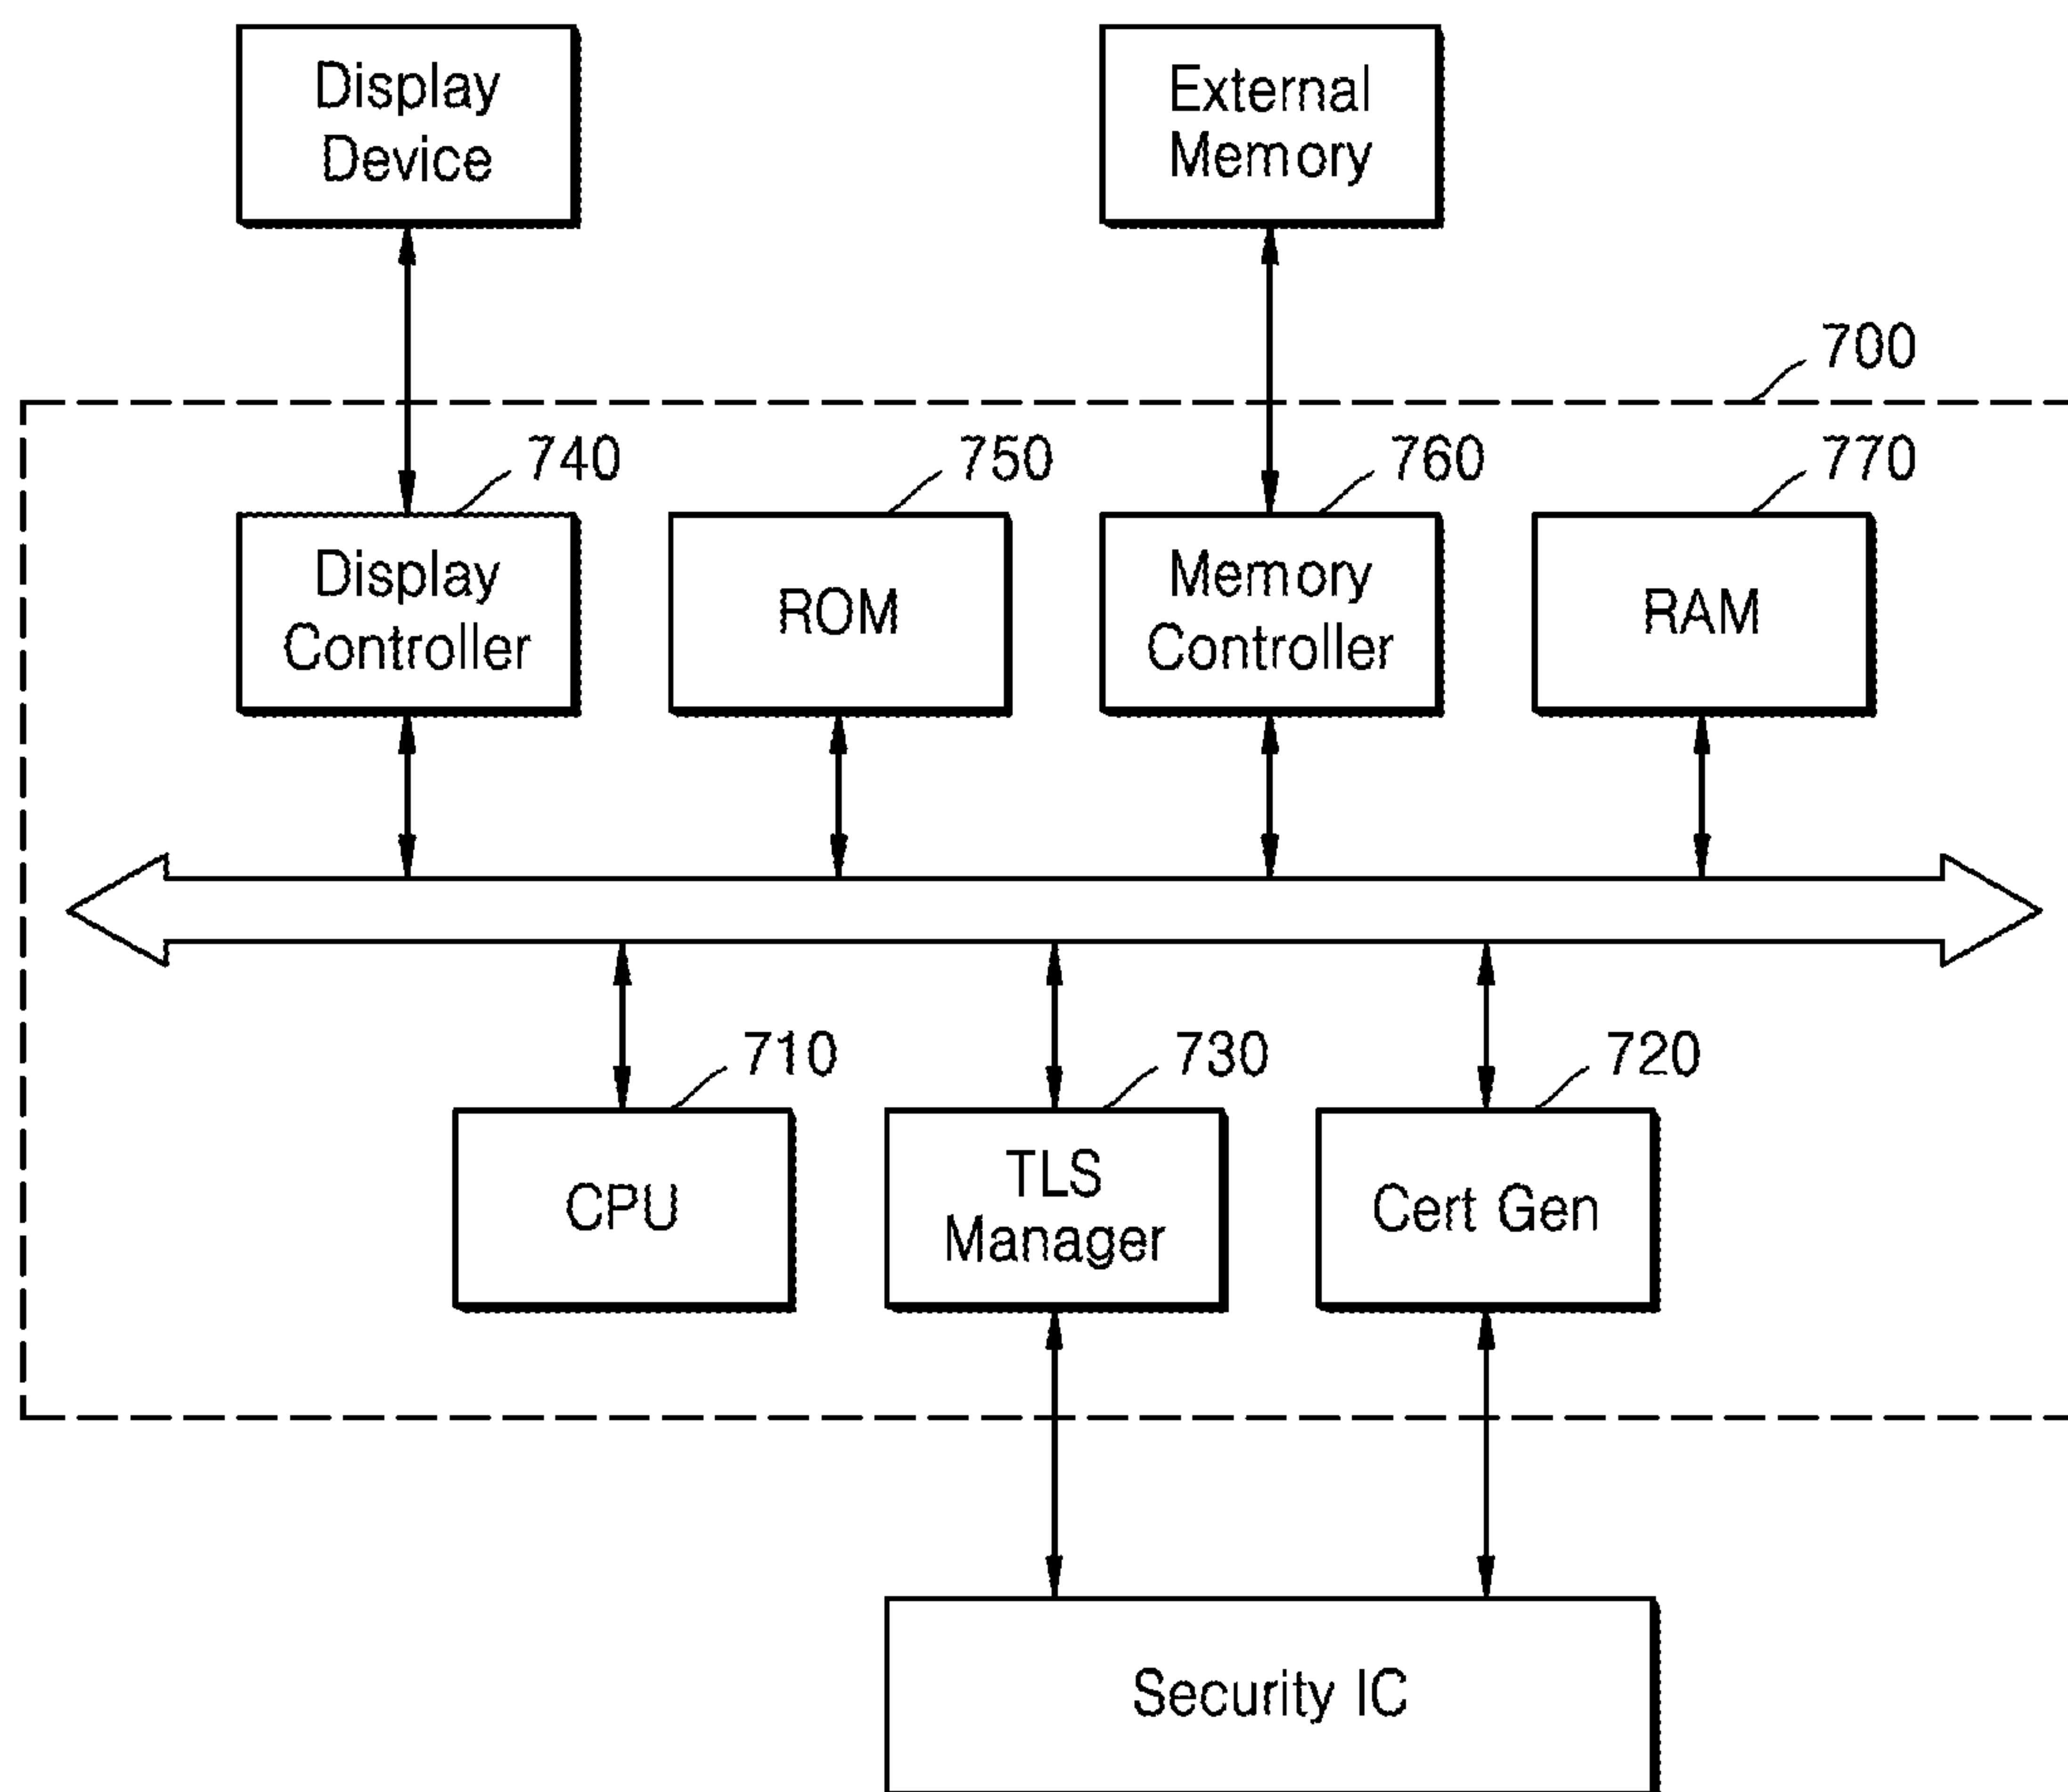 Display
Device
External
Memory
700
740
750
760
770
Display
Controller
ROM
Memory
Controller
RAM
710
730
720
CPU
TLS
Manager
Cert Gen
Security IC